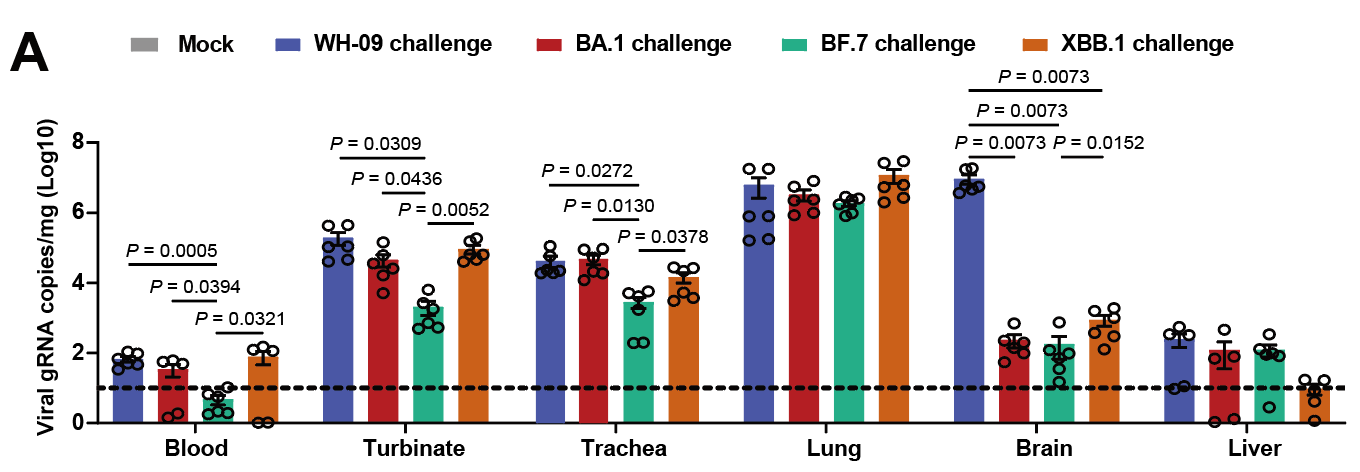 A
Mock WH-09 challenge BA.1 challenge BF.7 challenge XBB.1 challenge
P = 0.0073
P = 0.0073
P = 0.0073 P = 0.0152
P = 0.0309
P = 0.0436
P = 0.0052
P = 0.0272
P = 0.0130
P = 0.0378
P = 0.0005
P = 0.0394
P = 0.0321
Viral gRNA copies/mg (Log10)
8
6
4
2
0
Blood Turbinate Trachea Lung Brain Liver